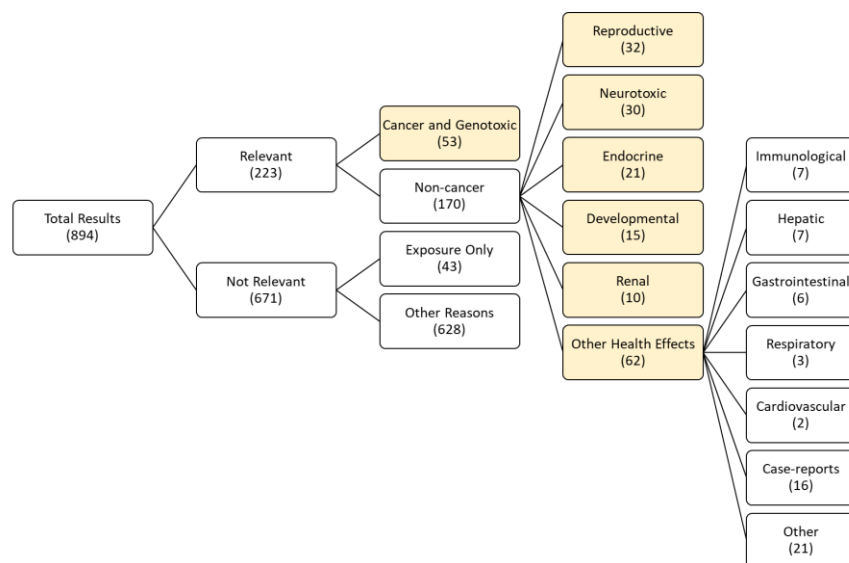 Total Results
(894)
Relevant
(223)
Not Relevant
(671)
Cancer and Genotoxic
(53)
Non-cancer
(170)
Exposure Only
(43)
Other Reasons
(628)
Reproductive
(32)
Neurotoxic
(30)
Endocrine
(21)
Developmental
(15)
Renal
(10)
Other Health Effects
(62)
Immunological
(7)
Hepatic
(7)
Gastrointestinal
(6)
Respiratory
(3)
Cardiovascular
(2)
Case-reports
(16)
Other
(21)